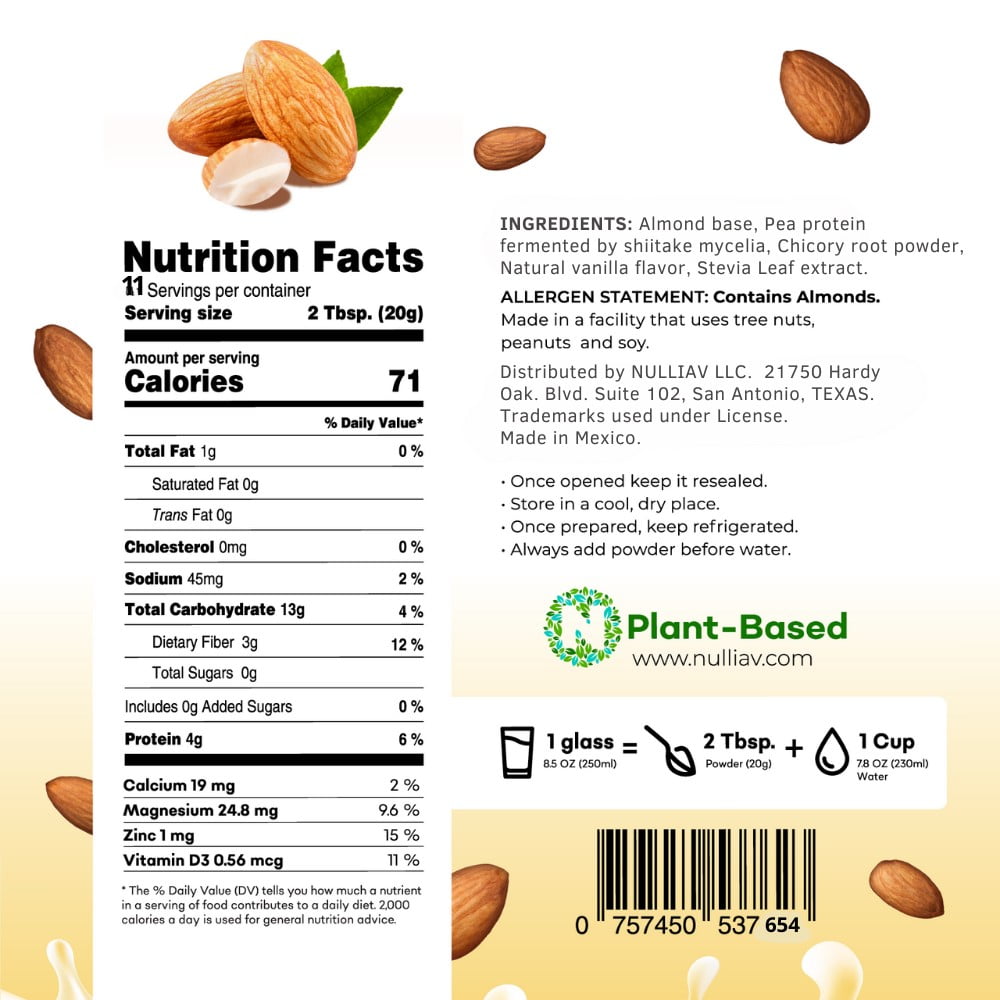 Nutrition Facts
11 Servings per container
Serving size 2 Tbsp. (20g)
Amount per serving
Calories 71
% Daily Value*
Total Fat 1g 0 %
Saturated Fat 0g
Trans Fat 0g
Cholesterol 0mg 0 %
Sodium 45mg 2 %
Total Carbohydrate 13g 4 %
Dietary Fiber 3g 12 %
Total Sugars 0g
Includes 0g Added Sugars 0 %
Protein 4g 6 %
Calcium 19 mg 2 %
Magnesium 24.8 mg 9.6 %
Zinc 1 mg 15 %
Vitamin D3 0.56 mcg 11 %
* The % Daily Value (DV) tells you how much a nutrient
in a serving of food contributes to a daily diet. 2,000
calories a day is used for general nutrition advice.
INGREDIENTS: Almond base, Pea protein
fermented by shiitake mycelia, Chicory root powder,
Natural vanilla flavor, Stevia Leaf extract.
ALLERGEN STATEMENT: Contains Almonds.
Made in a facility that uses tree nuts,
peanuts and soy.
Distributed by NULLIAV LLC. 21750 Hardy
Oak. Blvd. Suite 102, San Antonio, TEXAS.
Trademarks used under License.
Made in Mexico.
• Once opened keep it resealed.
• Store in a cool, dry place.
• Once prepared, keep refrigerated.
• Always add powder before water.
N Plant-Based
www.nulliav.com
1 glass = 2 Tbsp. + 1 Cup
8.5 OZ (250ml) Powder (20g) 7.8 OZ (230ml)
Water
0 757450 537 654